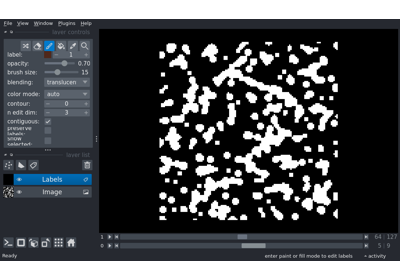 File View Window Plugins Help
layer controls
label: 1
opacity: 0.70
brush size: 15
blending: translucen
color mode: auto
contour: 0
n edit dim: 3
contiguous:
preserve labels:
show selected:
layer list
Labels
Image
1 64 127
0 5 9
Ready enter paint or fill mode to edit labels activity